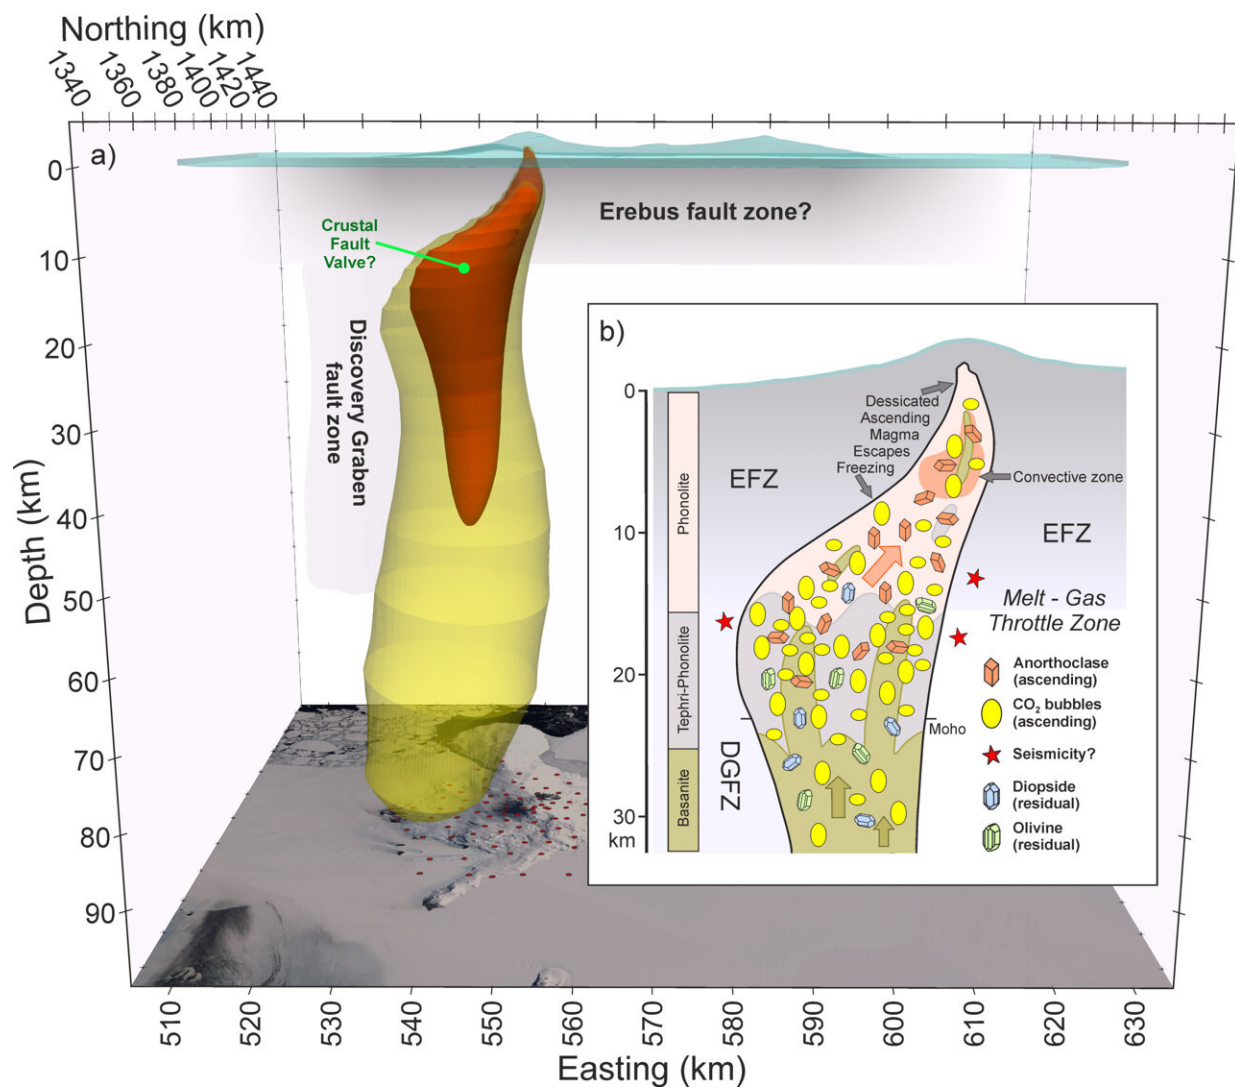 Northing (km)
1340
1360
1380
1400
1420
1440
a)
0
10
20
30
40
50
60
70
80
90
Depth (km)
Erebus fault zone?
Crustal
Fault
Valve?
Discovery Graben
fault zone
510
520
530
540
550
560
570
580
590
600
610
620
630
Easting (km)
b)
0
10
20
30
km
Phonolite
Tephri-Phonolite
Basanite
Dessicated
Ascending
Magma
Escapes
Freezing
EFZ
Convective zone
EFZ
DGFZ
Moho
Melt - Gas
Throttle Zone
Anorthoclase
(ascending)
CO₂ bubbles
(ascending)
Seismicity?
Diopside
(residual)
Olivine
(residual)